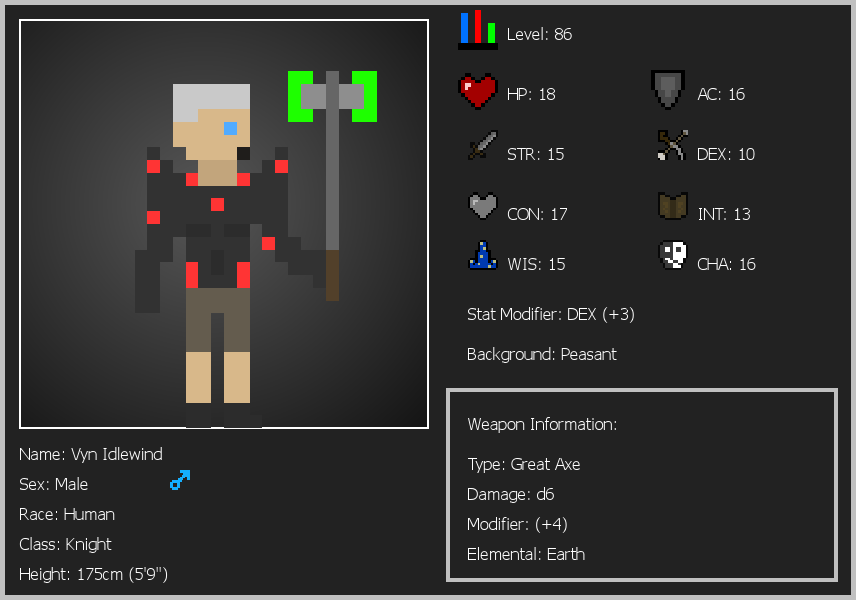 Level: 86
HP: 18
AC: 16
STR: 15
DEX: 10
CON: 17
INT: 13
WIS: 15
CHA: 16
Stat Modifier: DEX (+3)
Background: Peasant
Weapon Information:
Type: Great Axe
Damage: d6
Modifier: (+4)
Elemental: Earth
Name: Vyn Idlewind
Sex: Male
Race: Human
Class: Knight
Height: 175cm (5'9")